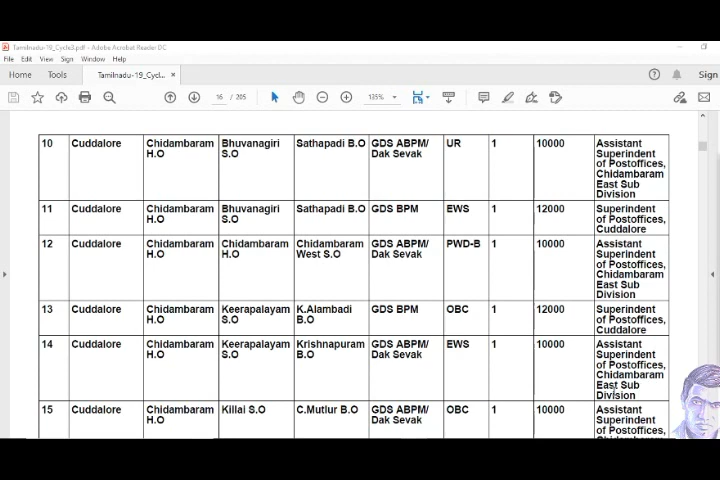 Tamilnadu-19_Cycle3.pdf - Adobe Acrobat Reader DC
File Edit View Sign Window Help
Home Tools Tamilnadu-19_Cycl... × Sign
16 / 205 135%
10 Cuddalore Chidambaram H.O Bhuvanagiri S.O Sathapadi B.O GDS ABPM/ Dak Sevak UR 1 10000 Assistant Superindent of Postoffices, Chidambaram East Sub Division
11 Cuddalore Chidambaram H.O Bhuvanagiri S.O Sathapadi B.O GDS BPM EWS 1 12000 Superindent of Postoffices, Cuddalore
12 Cuddalore Chidambaram H.O Chidambaram H.O Chidambaram West S.O GDS ABPM/ Dak Sevak PWD-B 1 10000 Assistant Superindent of Postoffices, Chidambaram East Sub Division
13 Cuddalore Chidambaram H.O Keerapalayam S.O K.Alambadi B.O GDS BPM OBC 1 12000 Superindent of Postoffices, Cuddalore
14 Cuddalore Chidambaram H.O Keerapalayam S.O Krishnapuram B.O GDS ABPM/ Dak Sevak EWS 1 10000 Assistant Superindent of Postoffices, Chidambaram East Sub Division
15 Cuddalore Chidambaram H.O Killai S.O C.Mutlur B.O GDS ABPM/ Dak Sevak OBC 1 10000 Assistant Superindent of Postoffices,